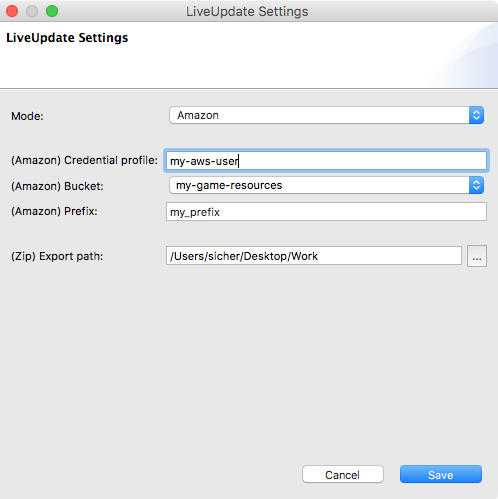 LiveUpdate Settings
LiveUpdate Settings
Mode: Amazon
(Amazon) Credential profile: my-aws-user
(Amazon) Bucket: my-game-resources
(Amazon) Prefix: my_prefix
(Zip) Export path: /Users/sicher/Desktop/Work ...
Cancel Save